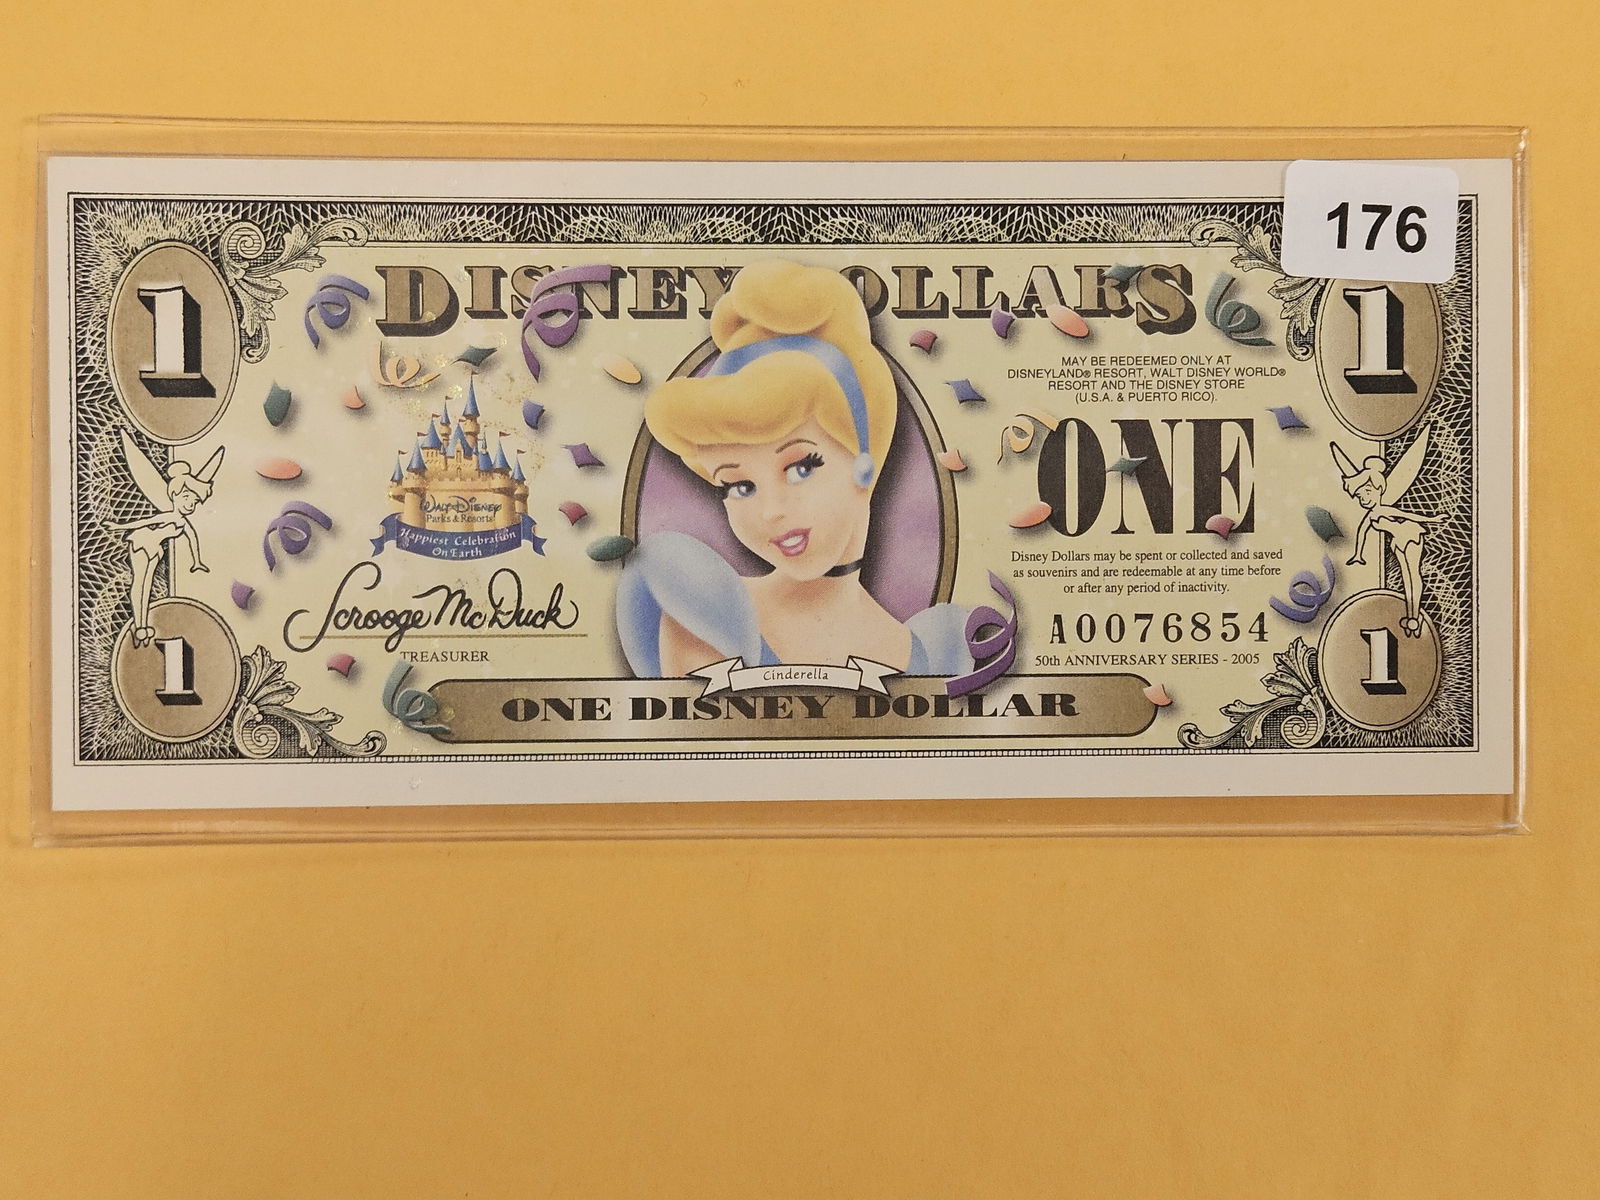 176
1
DISNEY DOLLARS
1
MAY BE REDEEMED ONLY AT
DISNEYLAND® RESORT, WALT DISNEY WORLD®
RESORT AND THE DISNEY STORE
(U.S.A. & PUERTO RICO).
ONE
WALT DISNEY
Parks & Resorts
Happiest Celebration
On Earth
Disney Dollars may be spent or collected and saved
as souvenirs and are redeemable at any time before
or after any period of inactivity.
Scrooge McDuck
TREASURER
A0076854
50th ANNIVERSARY SERIES - 2005
Cinderella
1
ONE DISNEY DOLLAR
1